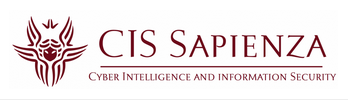 CIS SAPIENZA
CYBER INTELLIGENCE AND INFORMATION SECURITY